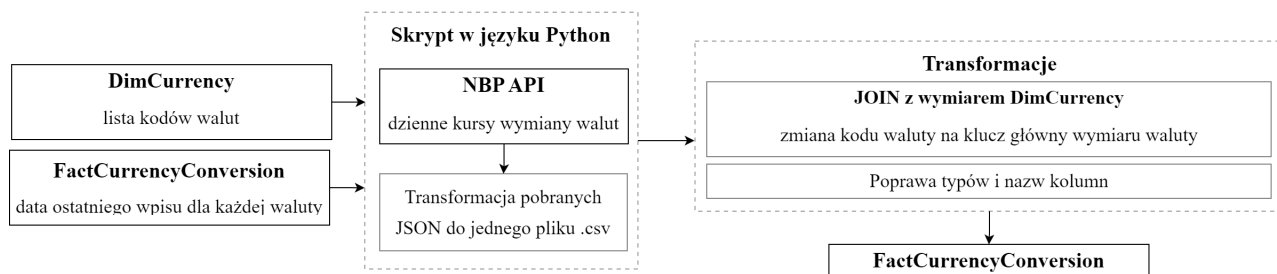 DimCurrency
lista kodów walut
FactCurrencyConversion
data ostatniego wpisu dla każdej waluty
Skrypt w języku Python
NBP API
dzienne kursy wymiany walut
Transformacja pobranych
JSON do jednego pliku .csv
Transformacje
JOIN z wymiarem DimCurrency
zmiana kodu waluty na klucz główny wymiaru waluty
Poprawa typów i nazw kolumn
FactCurrencyConversion